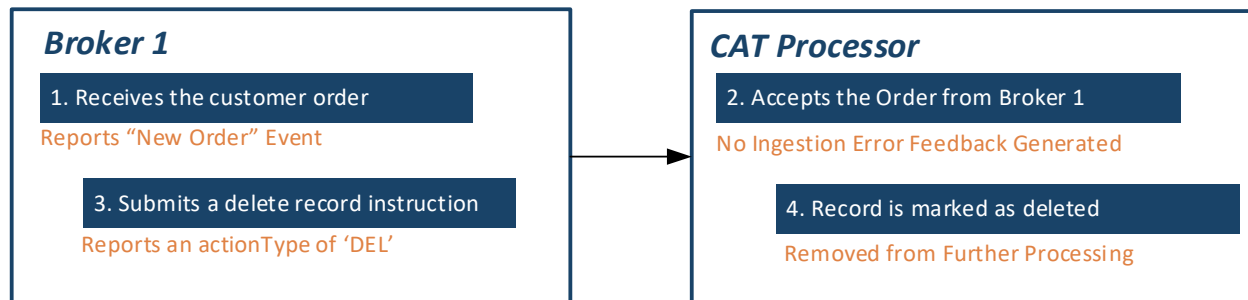 Broker 1
1. Receives the customer order
Reports “New Order” Event
3. Submits a delete record instruction
Reports an actionType of ‘DEL’
CAT Processor
2. Accepts the Order from Broker 1
No Ingestion Error Feedback Generated
4. Record is marked as deleted
Removed from Further Processing